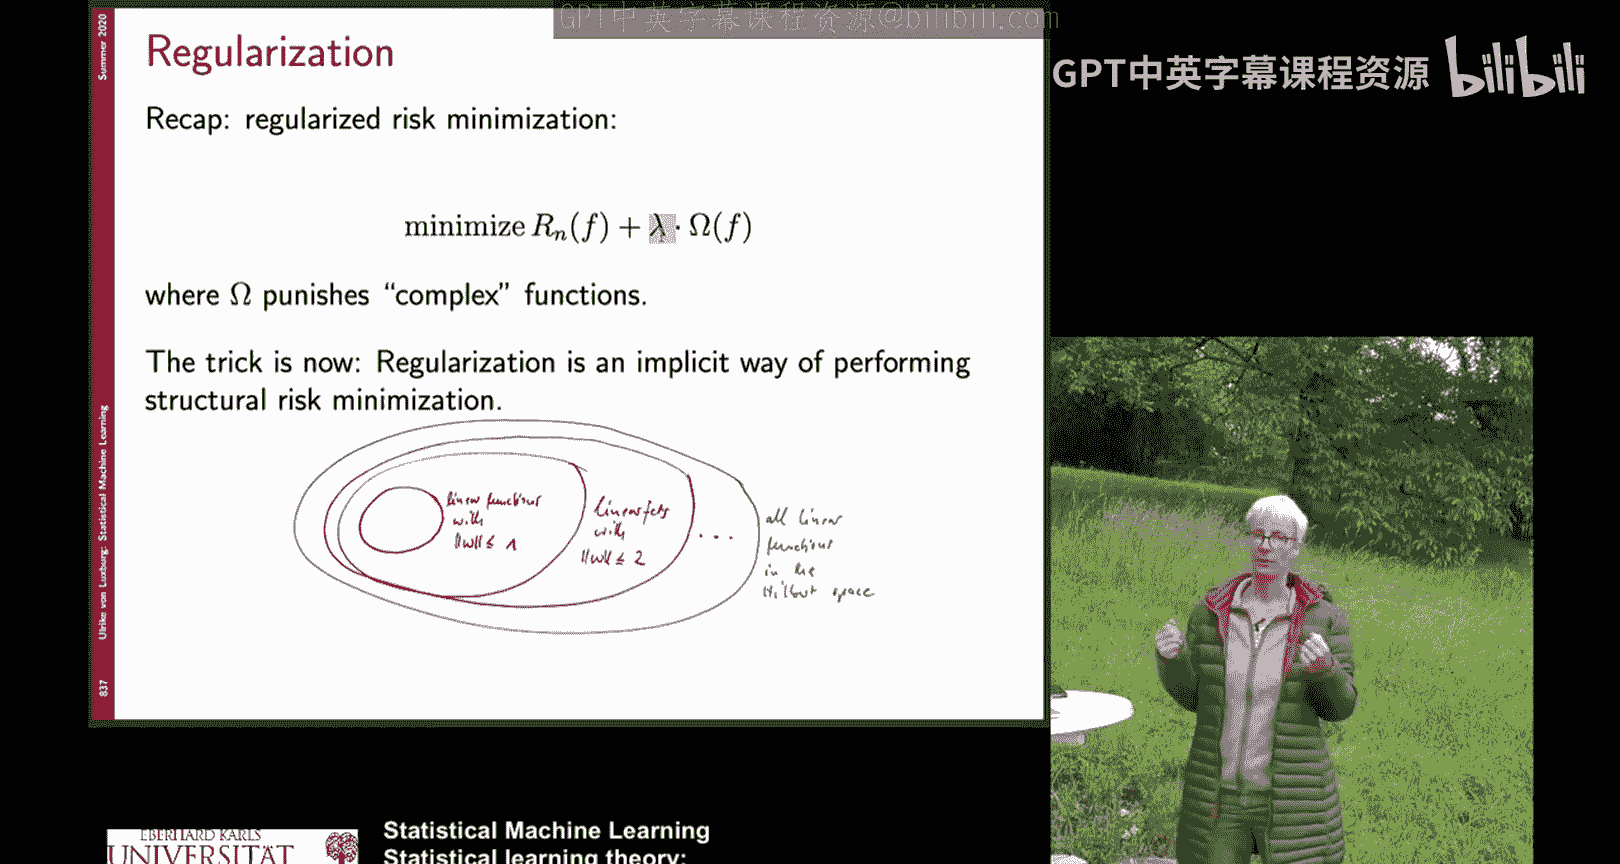 GPT中英字幕课程资源@bilibili.com
GPT中英字幕课程资源 bilibili
Summer 2020
Regularization
Recap: regularized risk minimization:
minimize Rₙ(f) + λ · Ω(f)
where Ω punishes “complex” functions.
The trick is now: Regularization is an implicit way of performing
structural risk minimization.
linear functions
with
||w|| ≤ 1
linear fcts
with
||w|| ≤ 2
...
all linear
functions
in the
Hilbert space
Ulrike von Luxburg: Statistical Machine Learning
837
EBERHARD KARLS
UNIVERSITÄT
Statistical Machine Learning
Statistical learning theory: